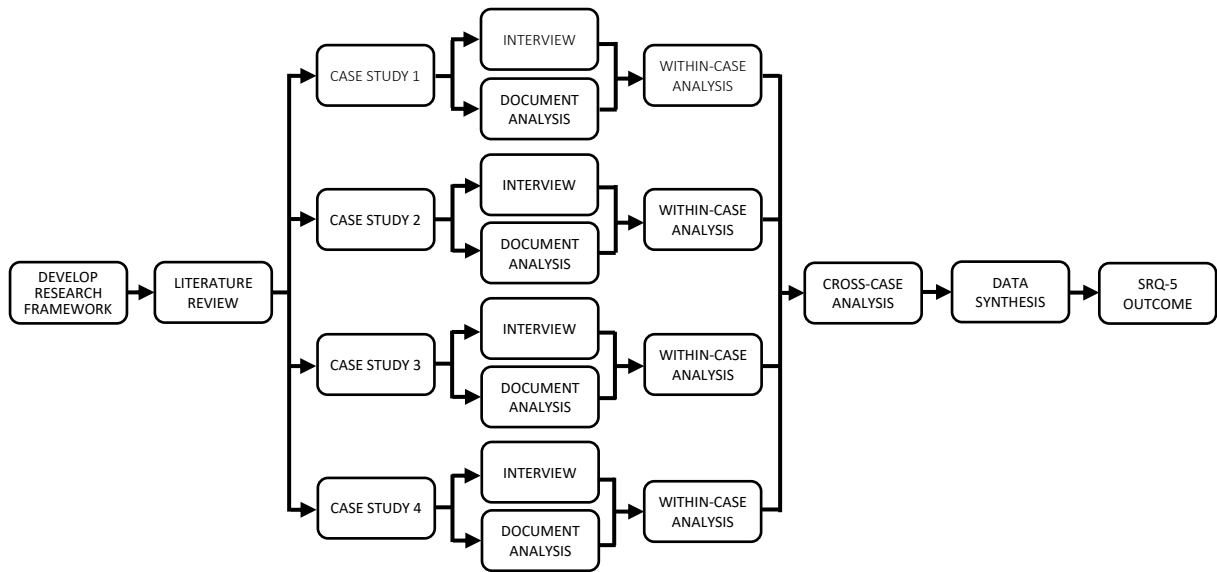 DEVELOP
RESEARCH
FRAMEWORK
LITERATURE
REVIEW
CASE STUDY 1
INTERVIEW
DOCUMENT
ANALYSIS
WITHIN-CASE
ANALYSIS
CASE STUDY 2
INTERVIEW
DOCUMENT
ANALYSIS
WITHIN-CASE
ANALYSIS
CASE STUDY 3
INTERVIEW
DOCUMENT
ANALYSIS
WITHIN-CASE
ANALYSIS
CASE STUDY 4
INTERVIEW
DOCUMENT
ANALYSIS
WITHIN-CASE
ANALYSIS
CROSS-CASE
ANALYSIS
DATA
SYNTHESIS
SRQ-5
OUTCOME